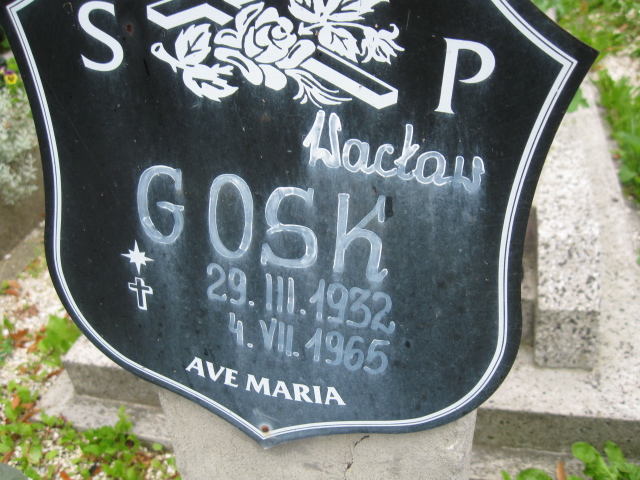 S P
Wacław
GOSK
29.III.1932
4.VII.1965
AVE MARIA